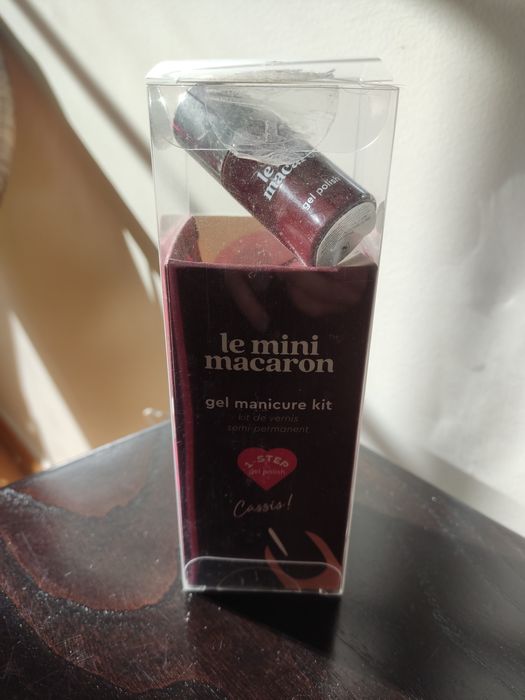 le mini
macaron
gel polish
le mini
macaron
gel manicure kit
kit de vernis
semi-permanent
1-STEP
gel polish
Cassis!